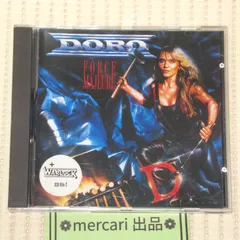 DORO
FORCE
MAJEURE
WARLOCK
D
❁mercari 出品❁